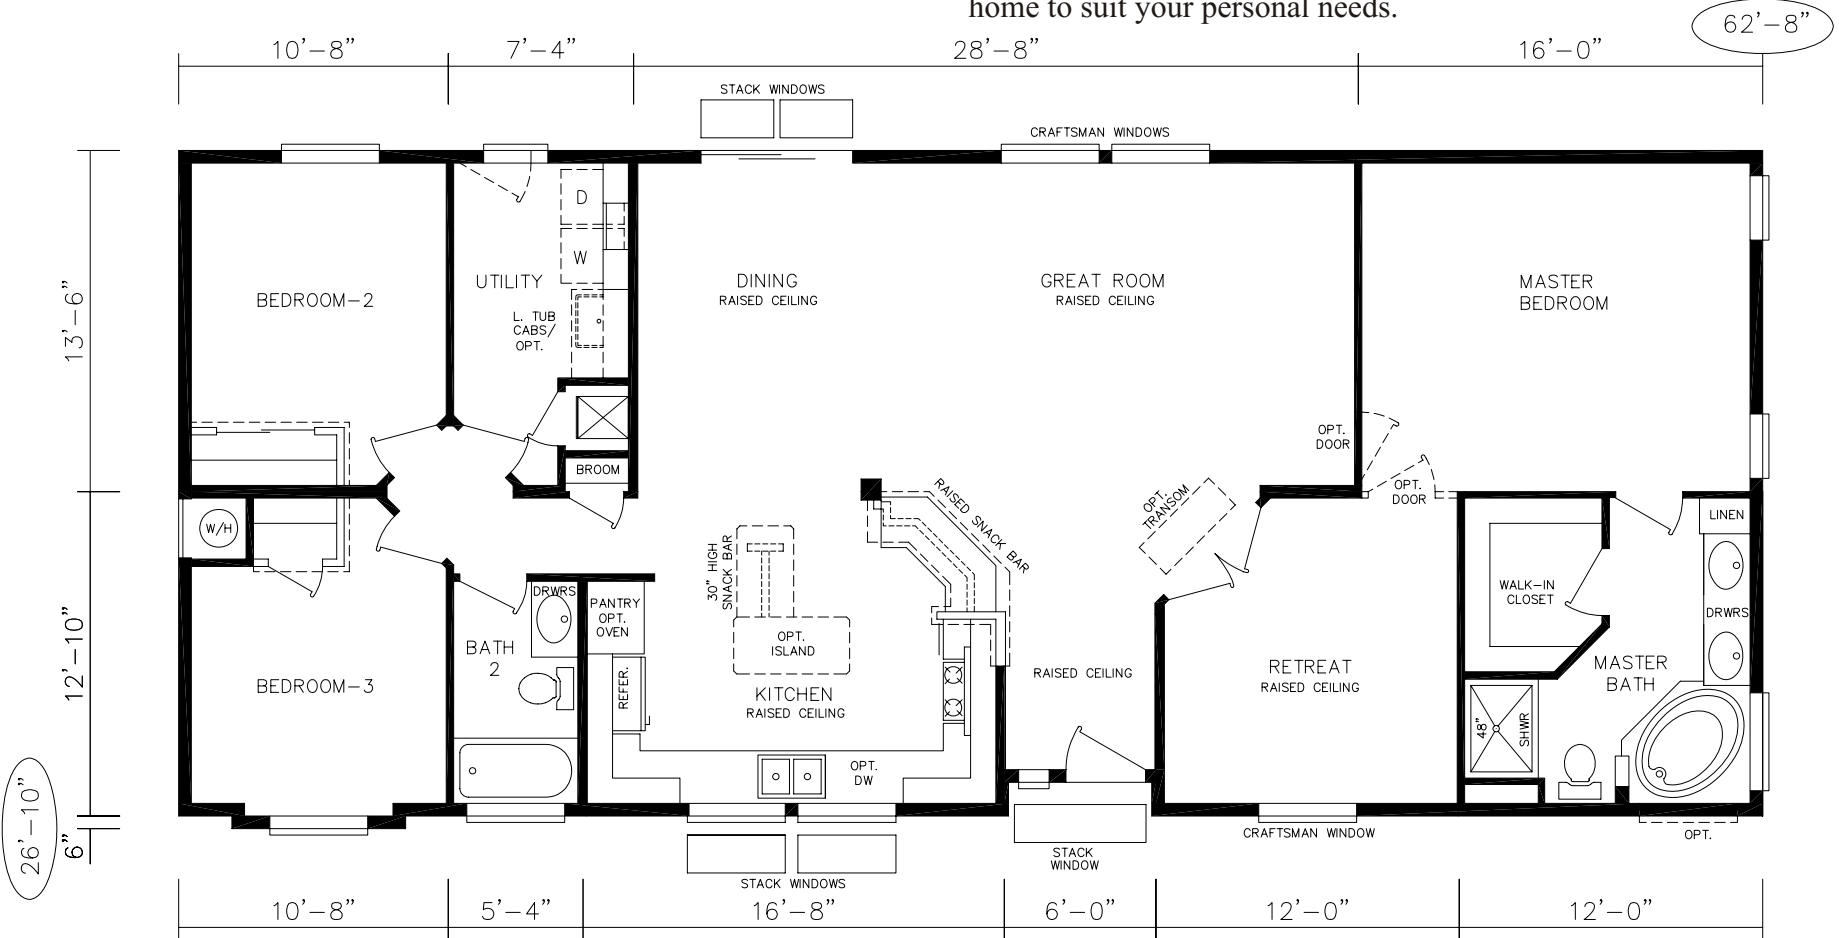 home to suit your personal needs.
62'-8"
10'-8"
7'-4"
28'-8"
16'-0"
STACK WINDOWS
CRAFTSMAN WINDOWS
13'-6"
12'-10"
6"
26'-10"
BEDROOM-2
UTILITY
D
W
L. TUB
CABS/
OPT.
BROOM
DINING
RAISED CEILING
GREAT ROOM
RAISED CEILING
MASTER
BEDROOM
OPT.
DOOR
OPT.
DOOR
W/H
RAISED SNACK BAR
OPT.
TRANSOM
LINEN
30" HIGH
SNACK BAR
WALK-IN
CLOSET
DRWRS
DRWRS
PANTRY
OPT.
OVEN
BATH
2
REFER.
OPT.
ISLAND
KITCHEN
RAISED CEILING
RAISED CEILING
RETREAT
RAISED CEILING
MASTER
BATH
BEDROOM-3
48"
SHWR
OPT.
DW
CRAFTSMAN WINDOW
OPT.
STACK
WINDOW
STACK WINDOWS
10'-8"
5'-4"
16'-8"
6'-0"
12'-0"
12'-0"